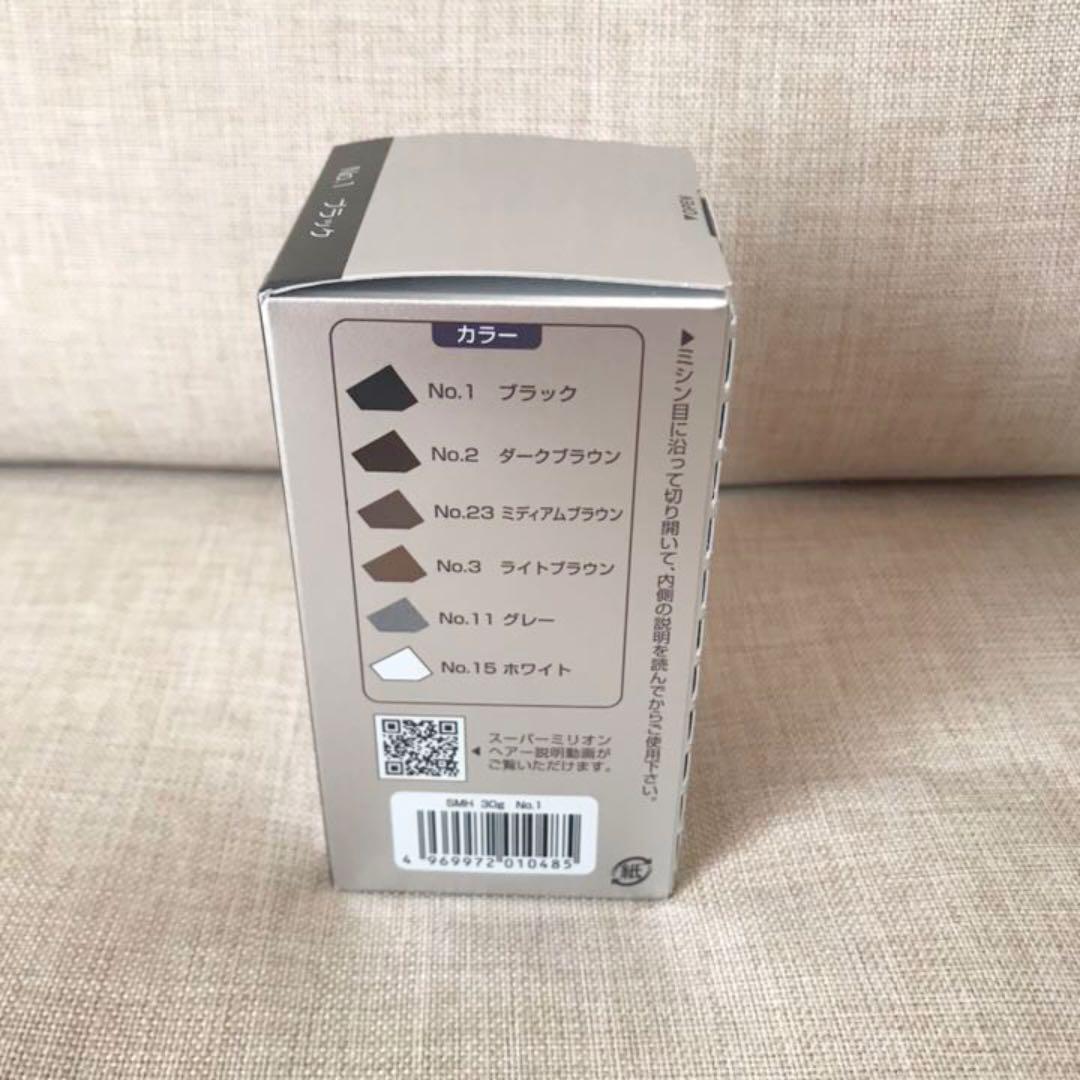 No.1 ブラック
OPEN▼
カラー
No.1 ブラック
No.2 ダークブラウン
No.23 ミディアムブラウン
No.3 ライトブラウン
No.11 グレー
No.15 ホワイト
▶ミシン目に沿って切り開いて、内側の説明を読んでからご使用下さい。
◀スーパーミリオン
ヘアー説明動画が
ご覧いただけます。
SMH 30g No.1
4 969972 010485
紙